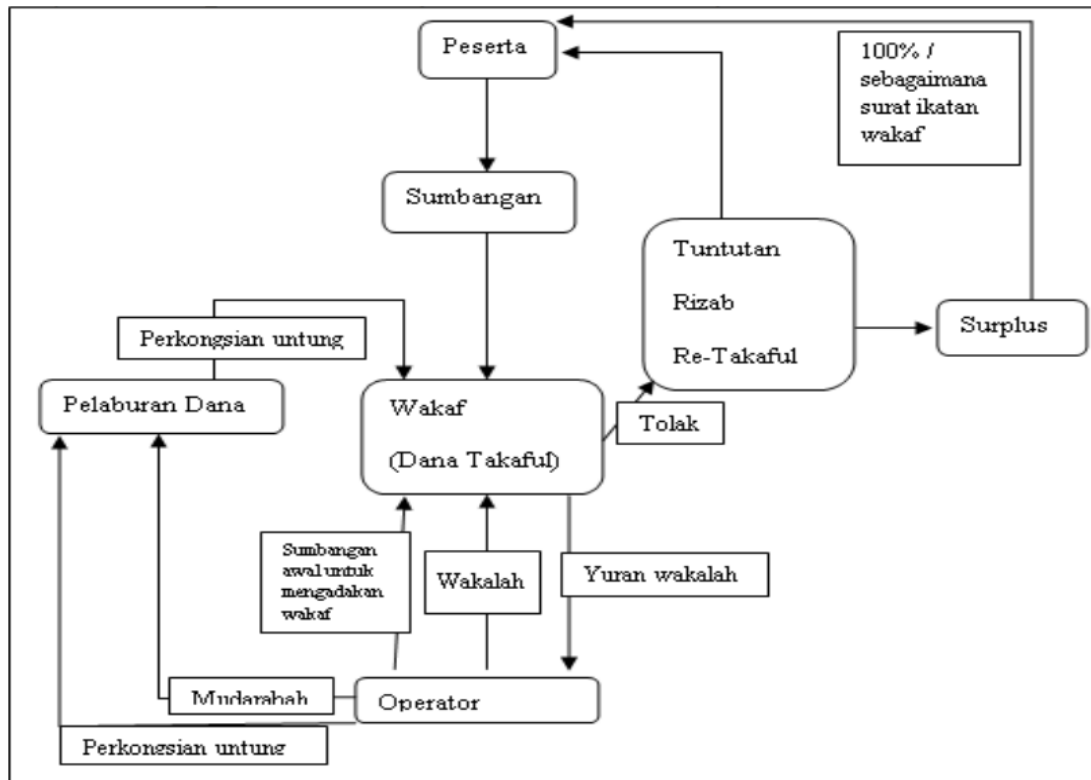 Peserta
100% /
sebagaimana
surat ikatan
wakaf
Sumbangan
Tuntutan
Rizab
Re-Takaful
Surplus
Perkongsian untung
Pelaburan Dana
Wakaf
(Dana Takaful)
Tolak
Sumbangan
awal untuk
mengadakan
wakaf
Wakalah
Yuran wakalah
Mudarabah
Operator
Perkongsian untung